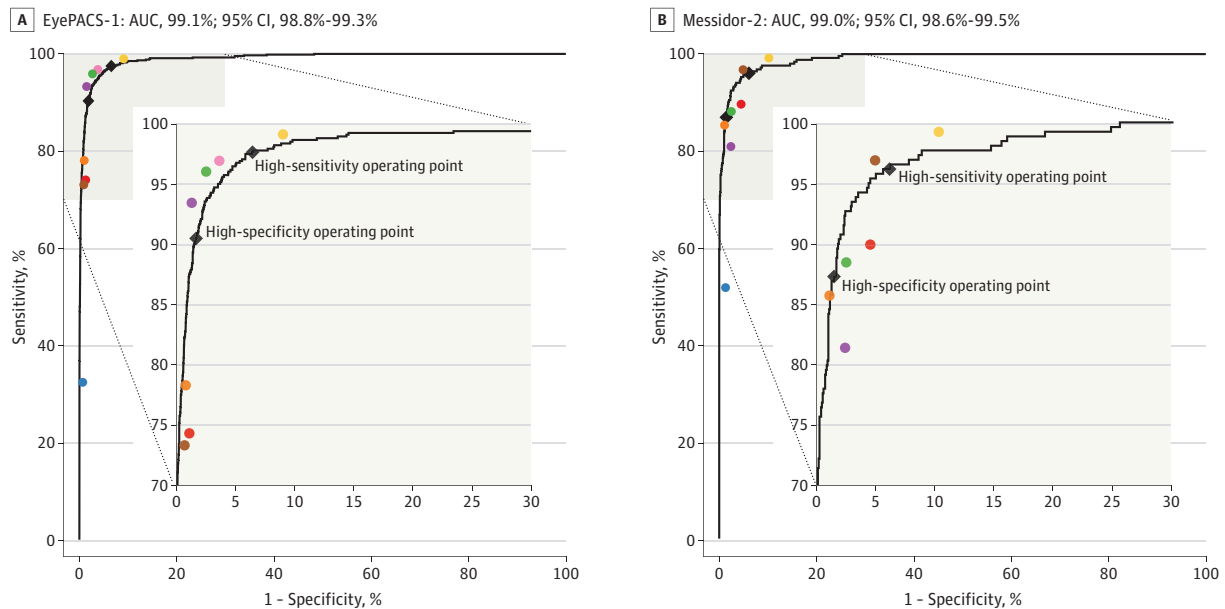 A EyePACS-1: AUC, 99.1%; 95% CI, 98.8%-99.3%
100
80
60
40
20
0
Sensitivity, %
0 20 40 60 80 100
1 - Specificity, %
100
95
90
85
80
75
70
0 5 10 15 20 25 30
High-sensitivity operating point
High-specificity operating point
B Messidor-2: AUC, 99.0%; 95% CI, 98.6%-99.5%
100
80
60
40
20
0
Sensitivity, %
0 20 40 60 80 100
1 - Specificity, %
100
95
90
85
80
75
70
0 5 10 15 20 25 30
High-sensitivity operating point
High-specificity operating point